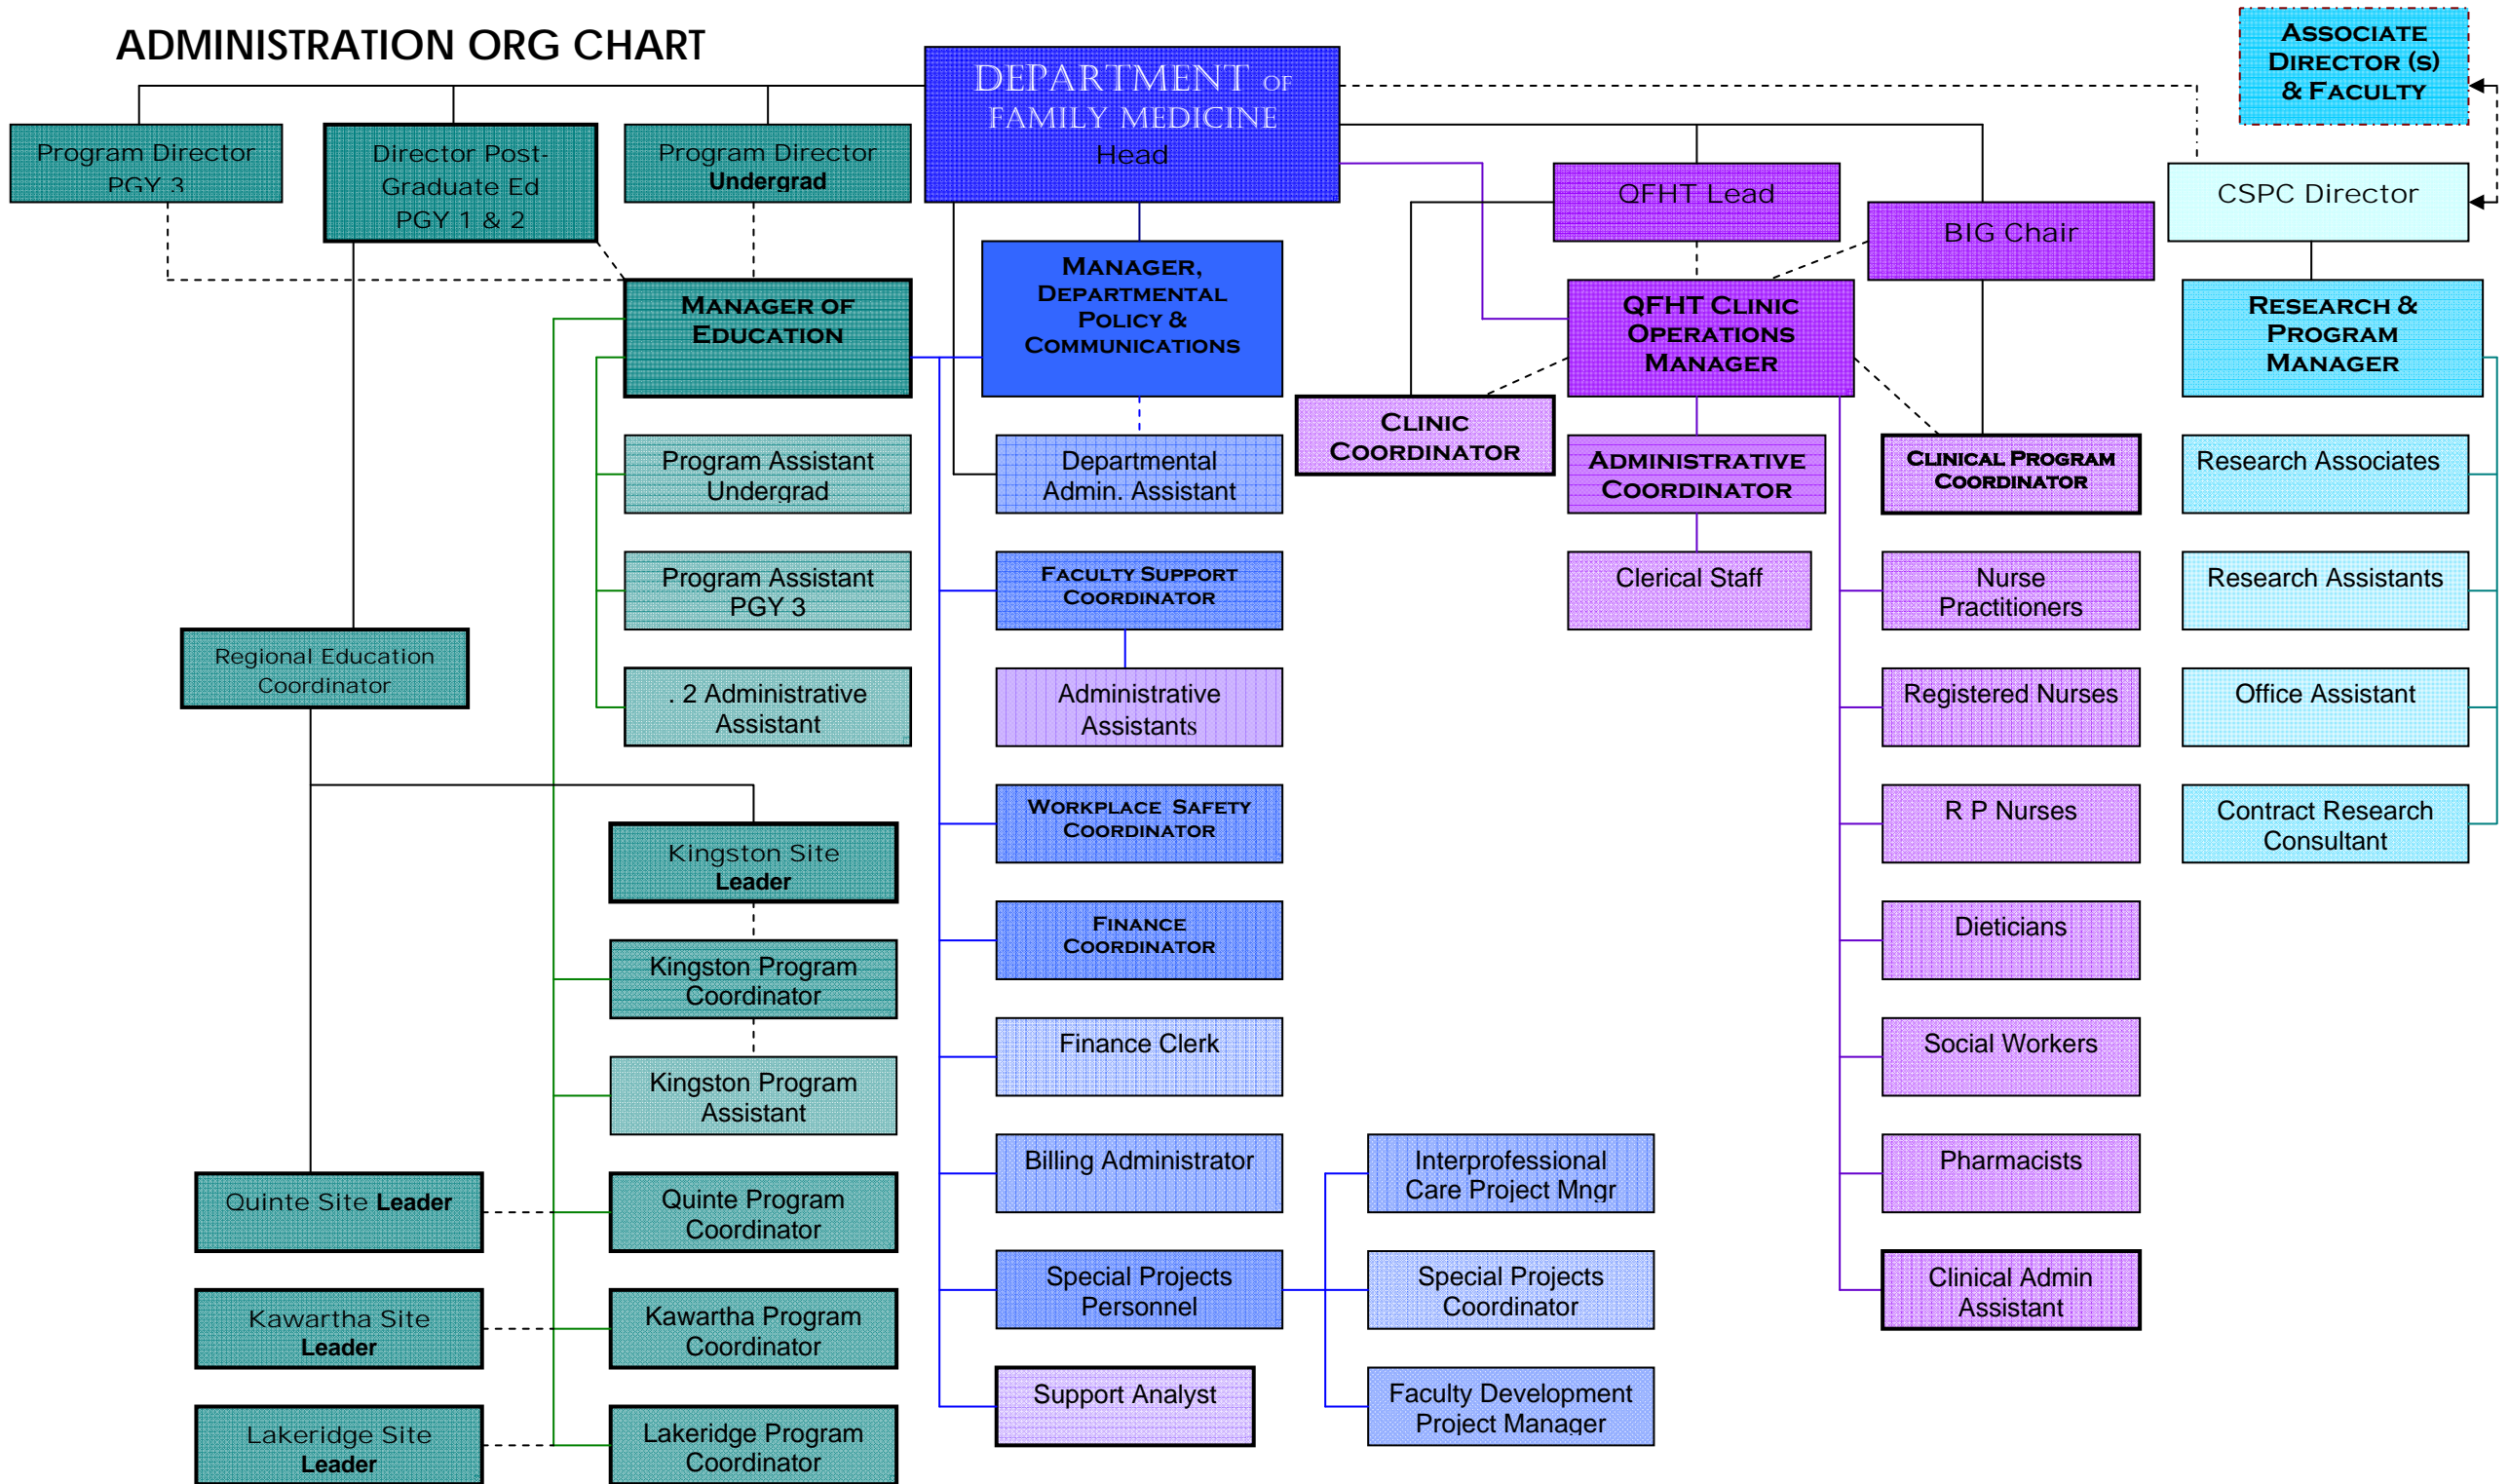 ADMINISTRATION ORG CHART
DEPARTMENT OF
FAMILY MEDICINE
Head
ASSOCIATE
DIRECTOR (S)
& FACULTY
Program Director
PGY 3
Director Post-
Graduate Ed
PGY 1 & 2
Program Director
Undergrad
QFHT Lead
BIG Chair
CSPC Director
MANAGER OF
EDUCATION
MANAGER,
DEPARTMENTAL
POLICY &
COMMUNICATIONS
QFHT CLINIC
OPERATIONS
MANAGER
RESEARCH &
PROGRAM
MANAGER
CLINIC
COORDINATOR
Program Assistant
Undergrad
Departmental
Admin. Assistant
ADMINISTRATIVE
COORDINATOR
CLINICAL PROGRAM
COORDINATOR
Research Associates
Program Assistant
PGY 3
FACULTY SUPPORT
COORDINATOR
Clerical Staff
Nurse
Practitioners
Research Assistants
Regional Education
Coordinator
. 2 Administrative
Assistant
Administrative
Assistants
Registered Nurses
Office Assistant
Kingston Site
Leader
WORKPLACE SAFETY
COORDINATOR
R P Nurses
Contract Research
Consultant
Kingston Program
Coordinator
FINANCE
COORDINATOR
Dieticians
Kingston Program
Assistant
Finance Clerk
Social Workers
Quinte Site Leader
Quinte Program
Coordinator
Billing Administrator
Interprofessional
Care Project Mngr
Pharmacists
Kawartha Site
Leader
Kawartha Program
Coordinator
Special Projects
Personnel
Special Projects
Coordinator
Clinical Admin
Assistant
Lakeridge Site
Leader
Lakeridge Program
Coordinator
Support Analyst
Faculty Development
Project Manager